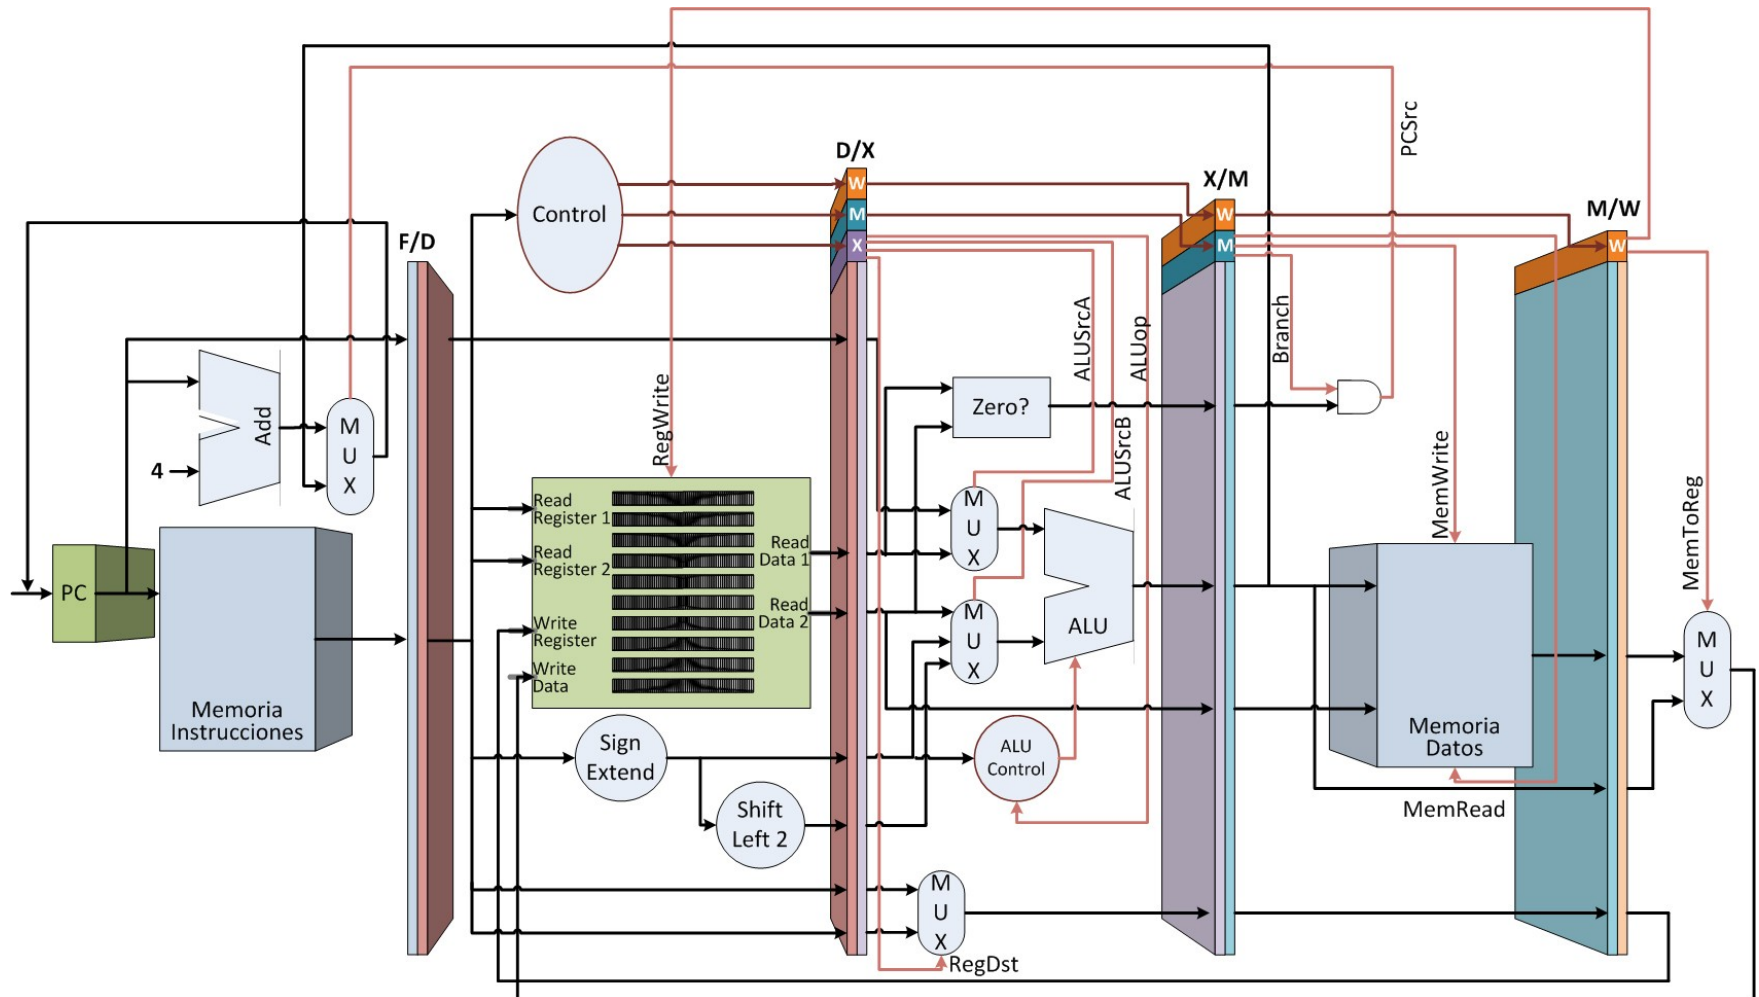 PCSrc
D/X
X/M
M/W
F/D
W
M
X
W
M
W
Control
ALUSrcA
ALUop
Branch
RegWrite
Zero?
ALUSrcB
MemWrite
MemToReg
Add
4
M
U
X
Read
Register 1
Read
Register 2
Write
Register
Write
Data
Read
Data 1
Read
Data 2
M
U
X
M
U
X
ALU
PC
Memoria
Instrucciones
Sign
Extend
Shift
Left 2
ALU
Control
Memoria
Datos
MemRead
M
U
X
M
U
X
RegDst